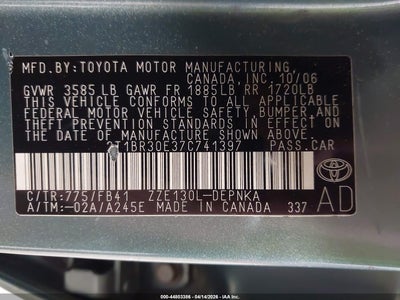 MFD.BY:TOYOTA MOTOR MANUFACTURING,
CANADA,INC.10/06
GVWR 3585 LB GAWR FR 1885LB RR 1720LB
THIS VEHICLE CONFORMS TO ALL
APPLICABLE FEDERAL MOTOR
VEHICLE SAFETY, BUMPER, AND
THEFT PREVENTION STANDARDS IN
EFFECT ON THE DATE OF
MANUFACTURE SHOWN ABOVE.
2T1BR30E37C741397 PASS.CAR
C/TR:775/FB41 ZZE130L-DEPNKA
A/TM:-02A/A245E MADE IN CANADA 337
AD
000-44803386 - 04/14/2026 - IAAI.COM